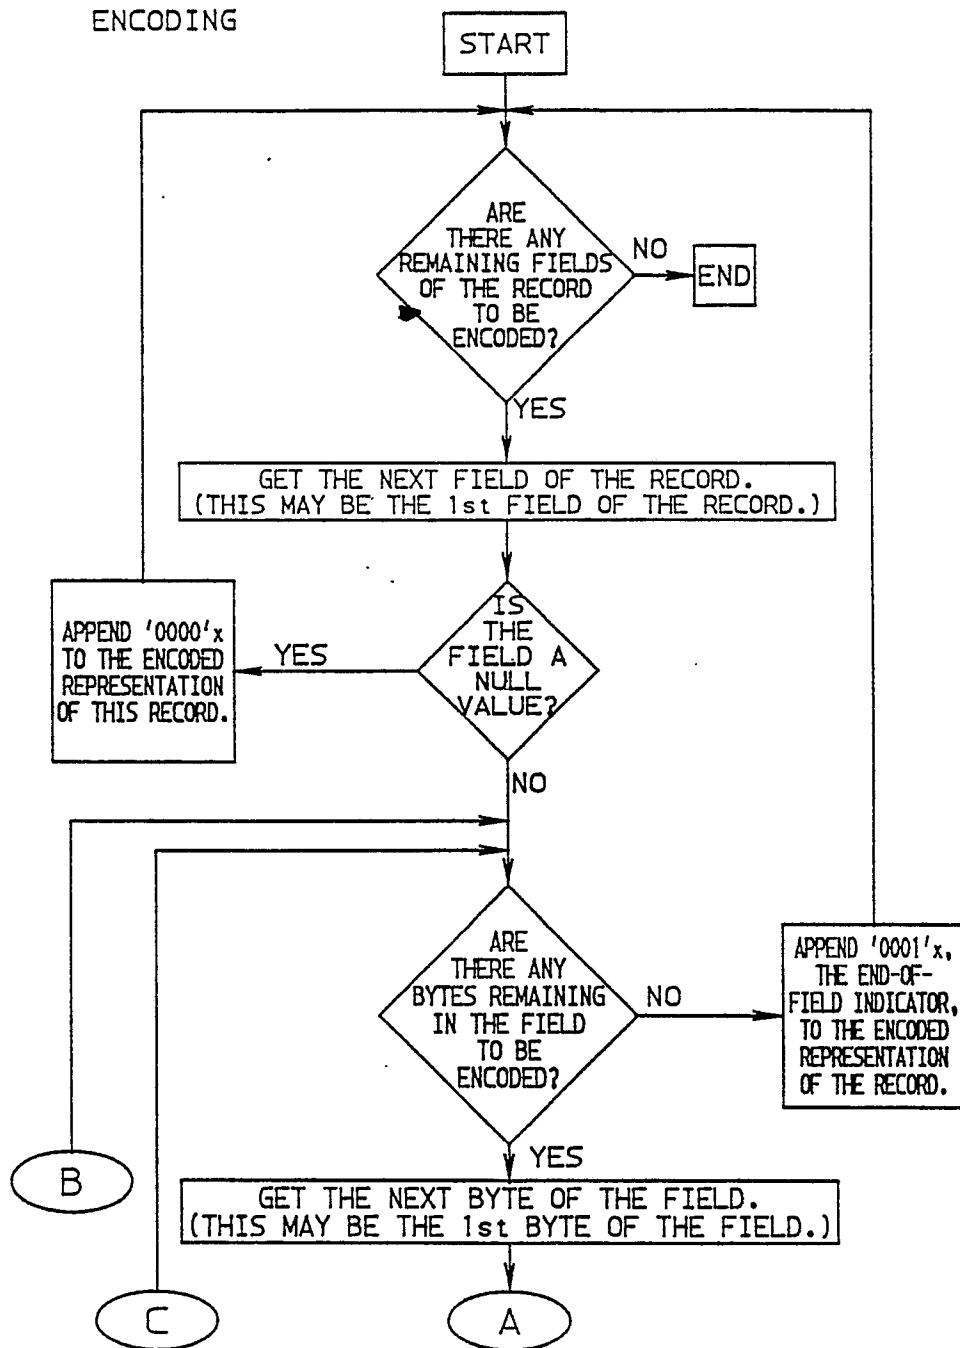 ENCODING
START
ARE
THERE ANY
REMAINING FIELDS
OF THE RECORD
TO BE
ENCODED?
NO
END
YES
GET THE NEXT FIELD OF THE RECORD.
(THIS MAY BE THE 1st FIELD OF THE RECORD.)
IS
THE
FIELD A
NULL
VALUE?
YES
APPEND '0000'x
TO THE ENCODED
REPRESENTATION
OF THIS RECORD.
NO
ARE
THERE ANY
BYTES REMAINING
IN THE FIELD
TO BE
ENCODED?
NO
APPEND '0001'x,
THE END-OF-
FIELD INDICATOR,
TO THE ENCODED
REPRESENTATION
OF THE RECORD.
YES
B
GET THE NEXT BYTE OF THE FIELD.
(THIS MAY BE THE 1st BYTE OF THE FIELD.)
C
A